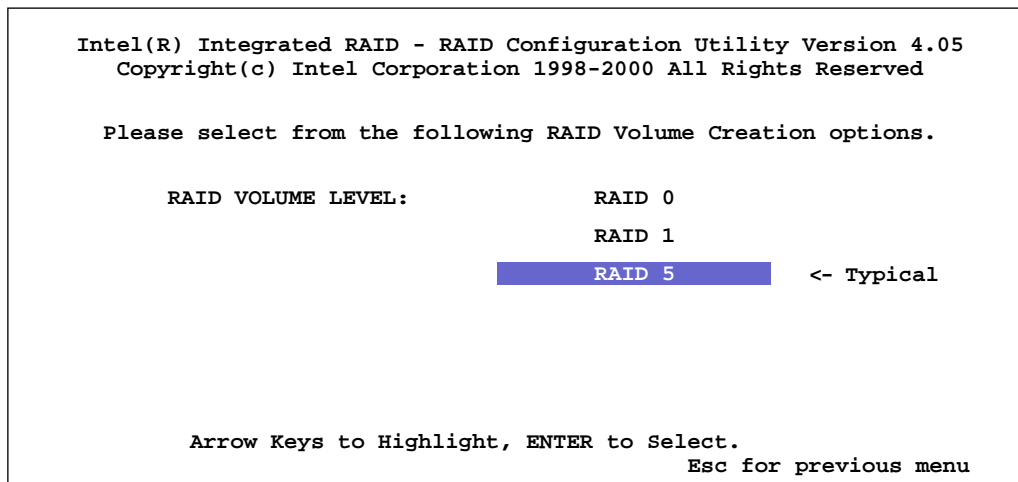 Intel(R) Integrated RAID - RAID Configuration Utility Version 4.05
Copyright(c) Intel Corporation 1998-2000 All Rights Reserved
Please select from the following RAID Volume Creation options.
RAID VOLUME LEVEL: RAID 0
RAID 1
RAID 5 <- Typical
Arrow Keys to Highlight, ENTER to Select.
Esc for previous menu